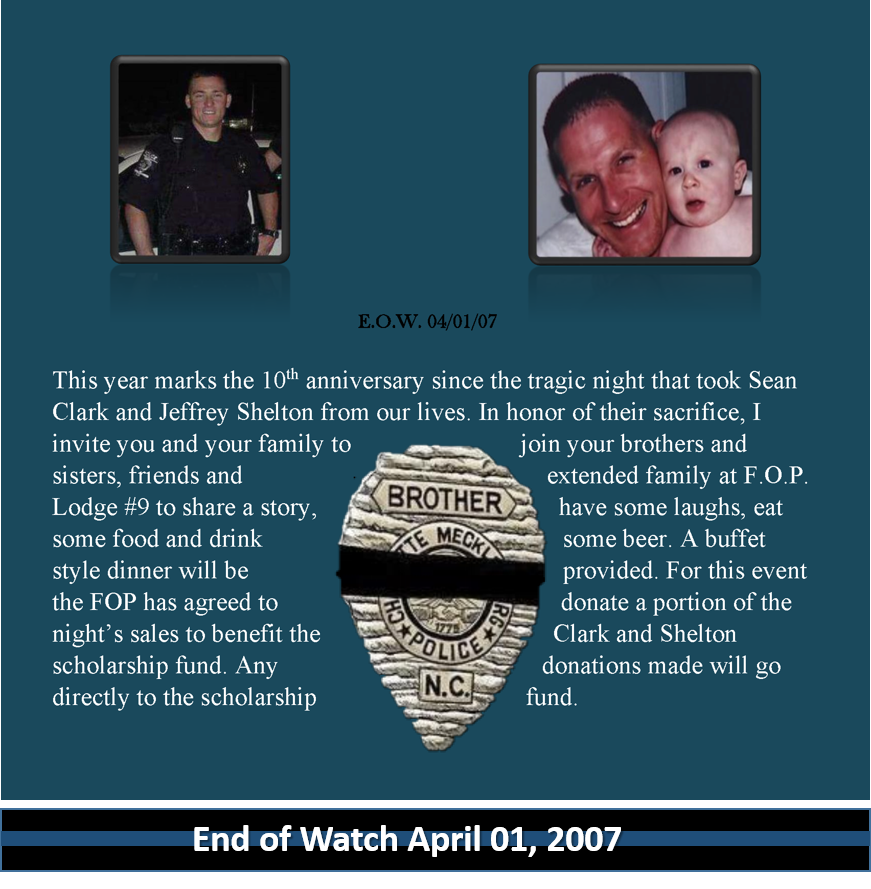 E.O.W. 04/01/07
This year marks the 10th anniversary since the tragic night that took Sean
Clark and Jeffrey Shelton from our lives. In honor of their sacrifice, I
invite you and your family to join your brothers and
sisters, friends and extended family at F.O.P.
Lodge #9 to share a story, have some laughs, eat
some food and drink some beer. A buffet
style dinner will be provided. For this event
the FOP has agreed to donate a portion of the
night's sales to benefit the Clark and Shelton
scholarship fund. Any donations made will go
directly to the scholarship fund.
BROTHER
TTE MECKL
RG
CH
1775
★ POLICE ★
N.C.
End of Watch April 01, 2007